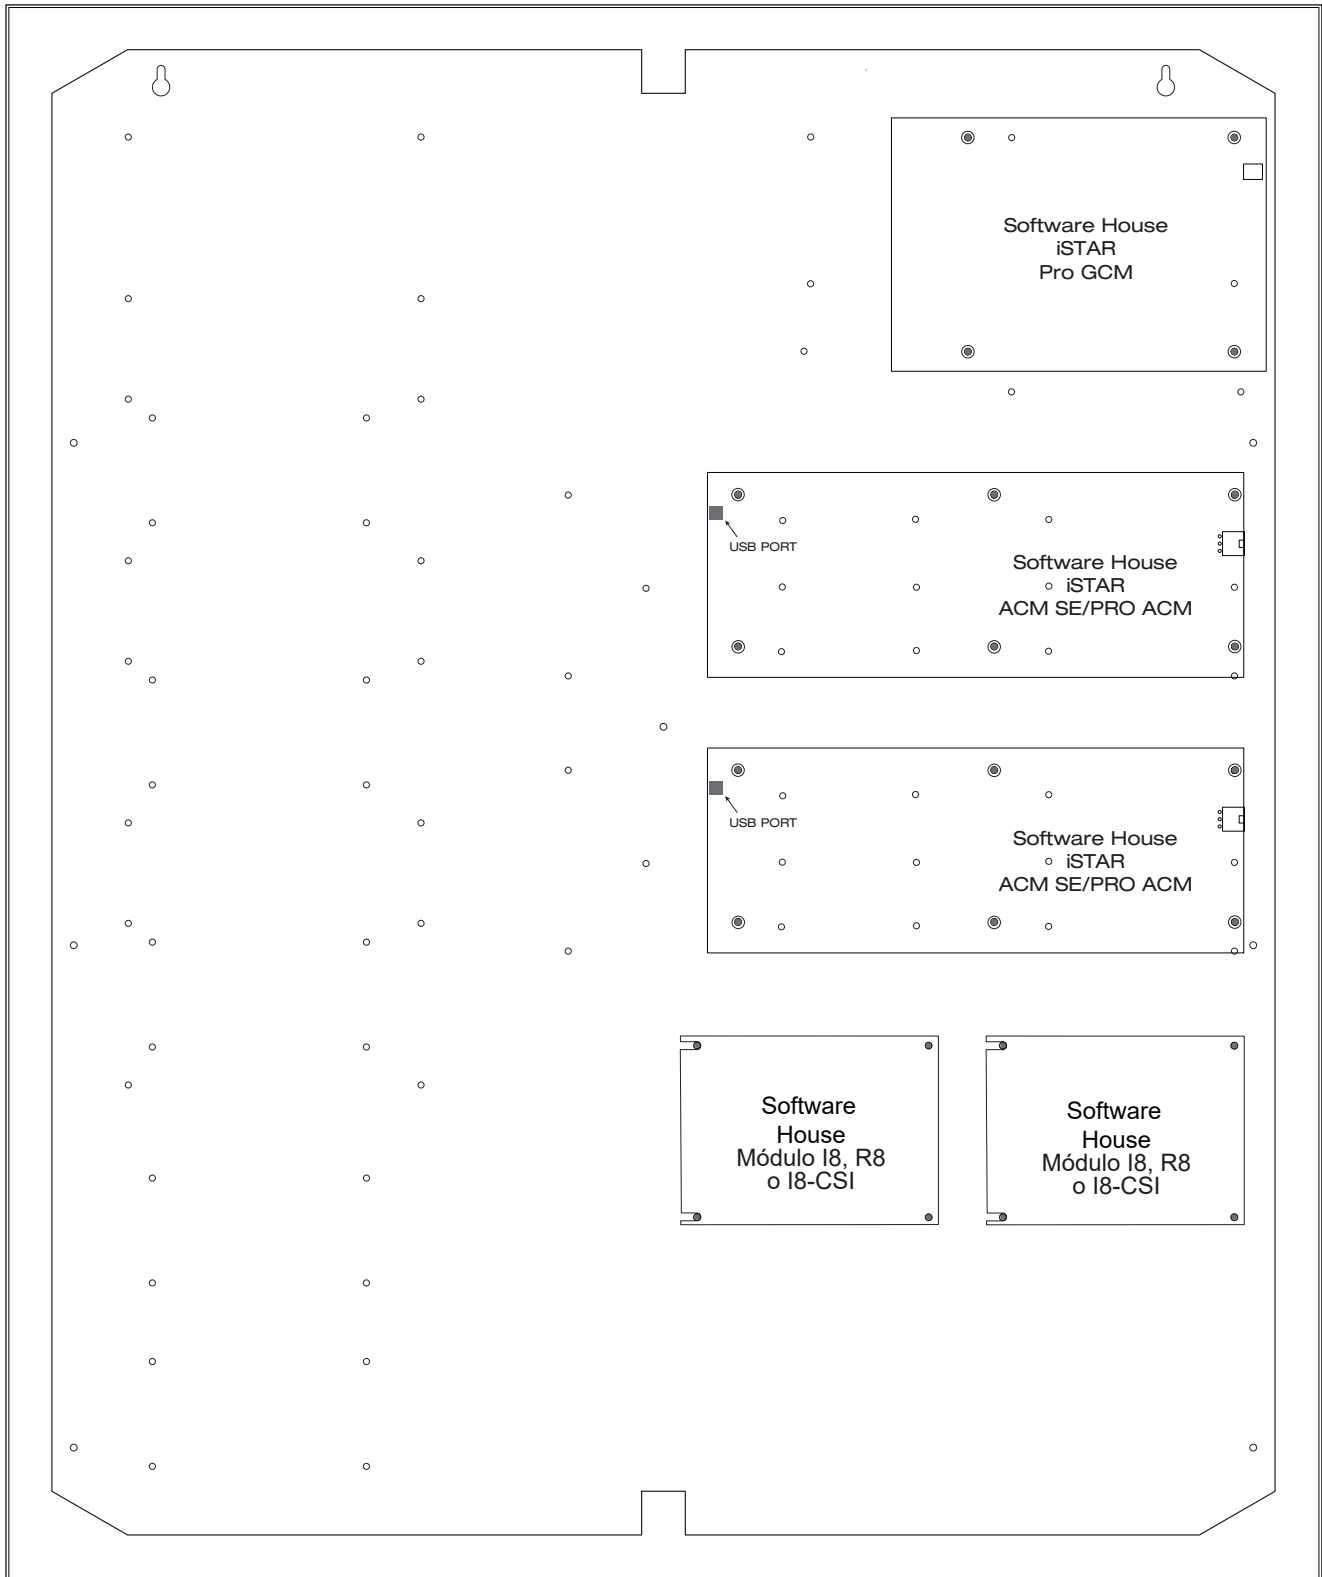 Software House
iSTAR
Pro GCM
USB PORT
Software House
iSTAR
ACM SE/PRO ACM
USB PORT
Software House
iSTAR
ACM SE/PRO ACM
Software
House
Módulo I8, R8
o I8-CSI
Software
House
Módulo I8, R8
o I8-CSI